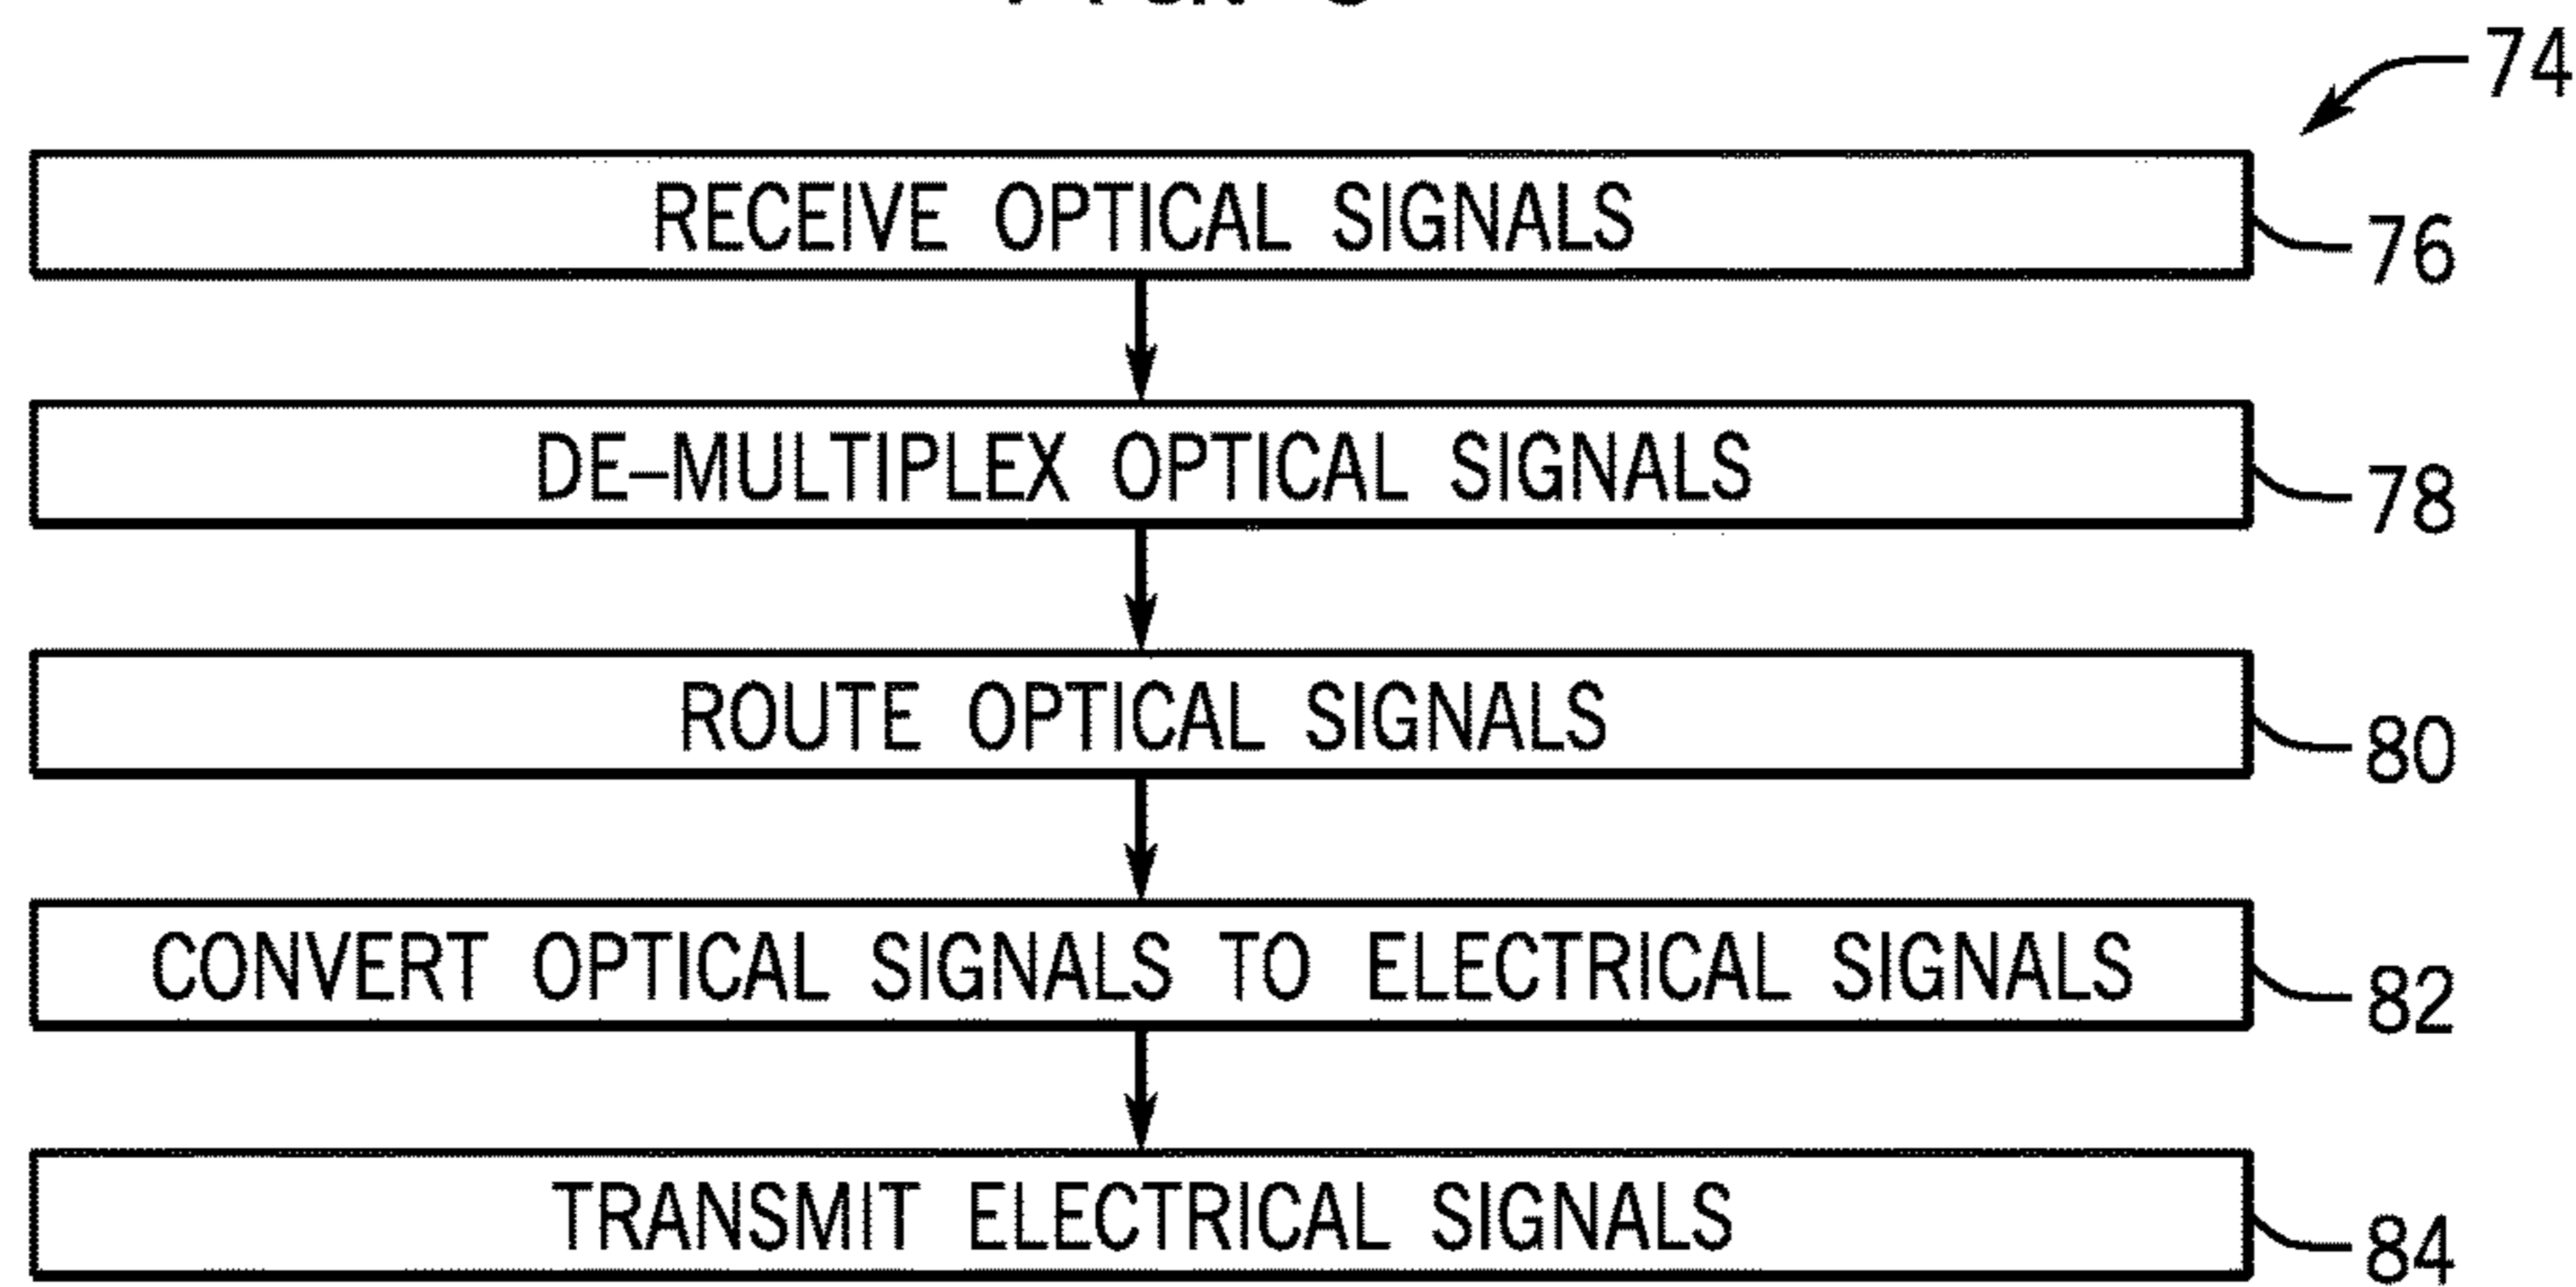 74
RECEIVE OPTICAL SIGNALS
76
DE–MULTIPLEX OPTICAL SIGNALS
78
ROUTE OPTICAL SIGNALS
80
CONVERT OPTICAL SIGNALS TO ELECTRICAL SIGNALS
82
TRANSMIT ELECTRICAL SIGNALS
84